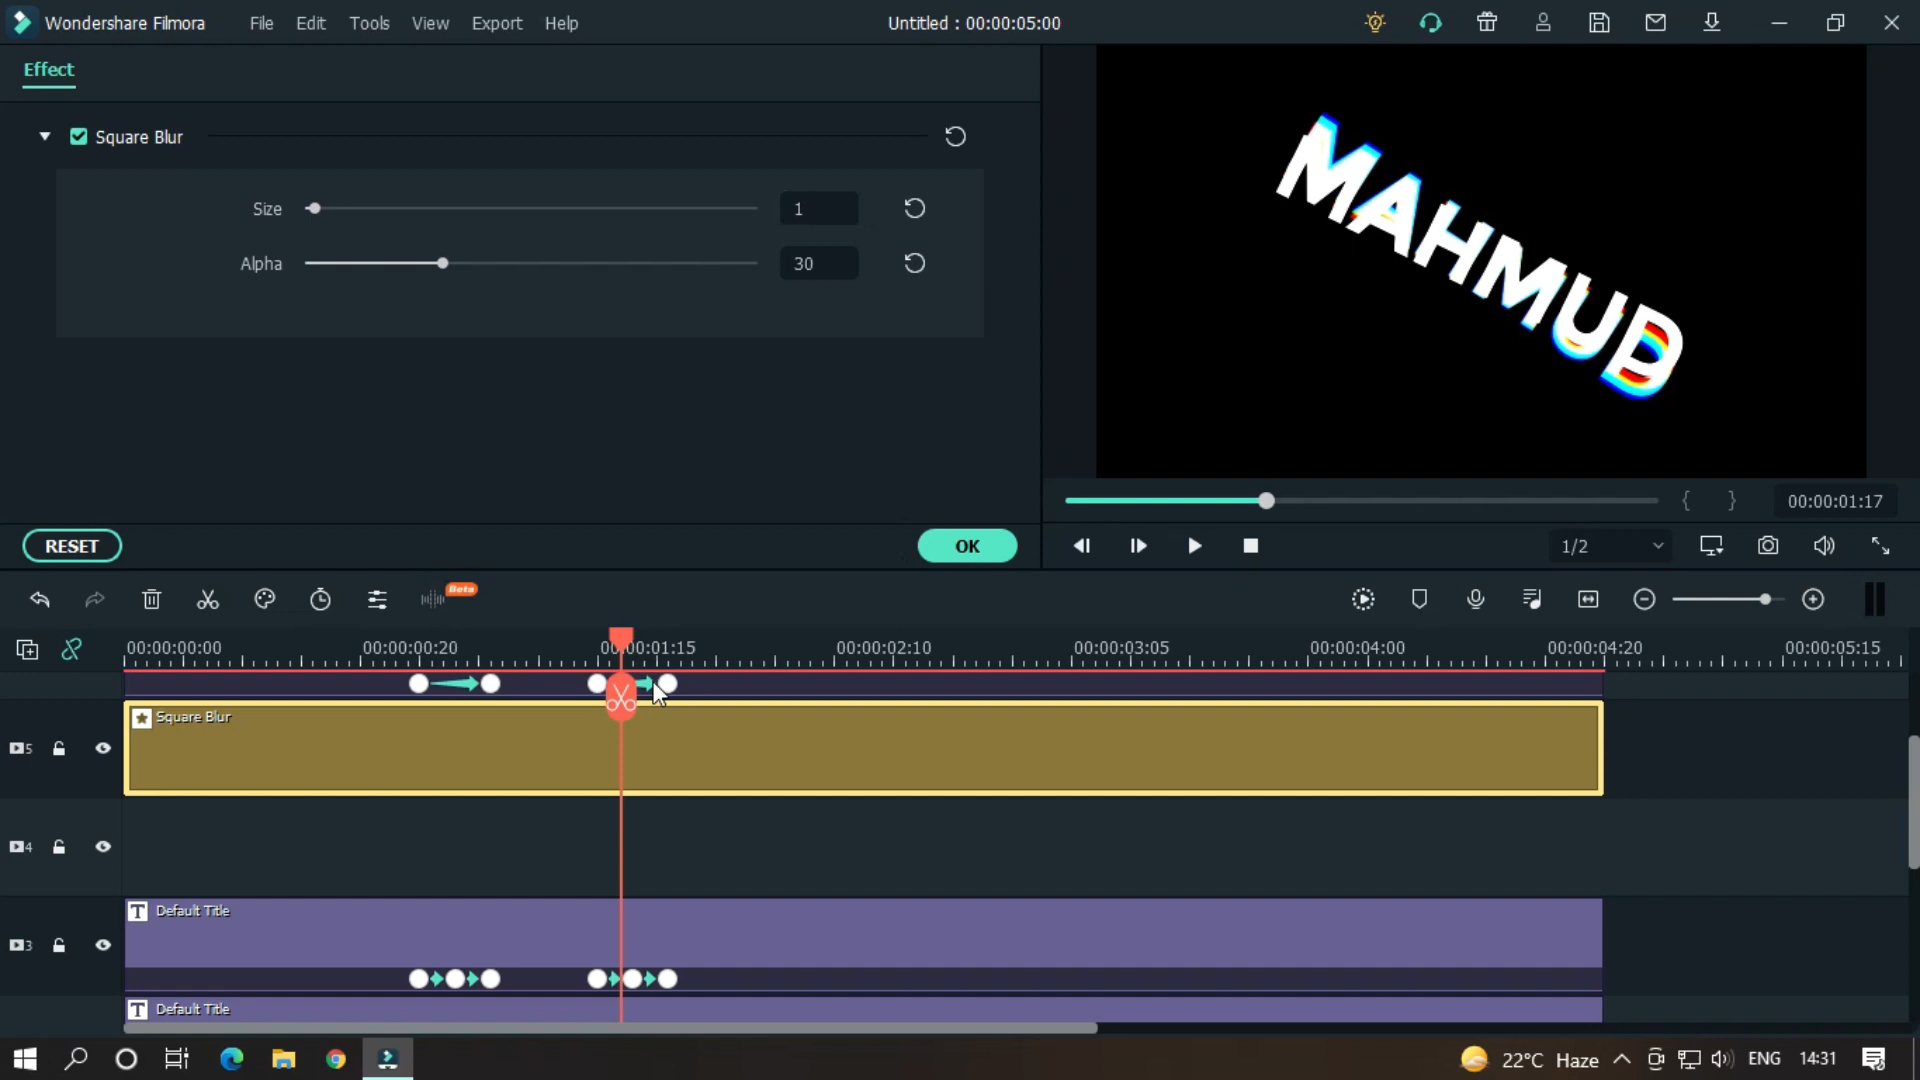 Wondershare Filmora File Edit Tools View Export Help Untitled : 00:00:05:00
Effect
Square Blur
Size 1
Alpha 30
MAHMUD
{ } 00:00:01:17
RESET OK 1/2
Beta
00:00:00:00 00:00:00:20 00:00:01:15 00:00:02:10 00:00:03:05 00:00:04:00 00:00:04:20 00:00:05:15
Square Blur
5
4
T Default Title
3
T Default Title
22°C Haze ENG 14:31